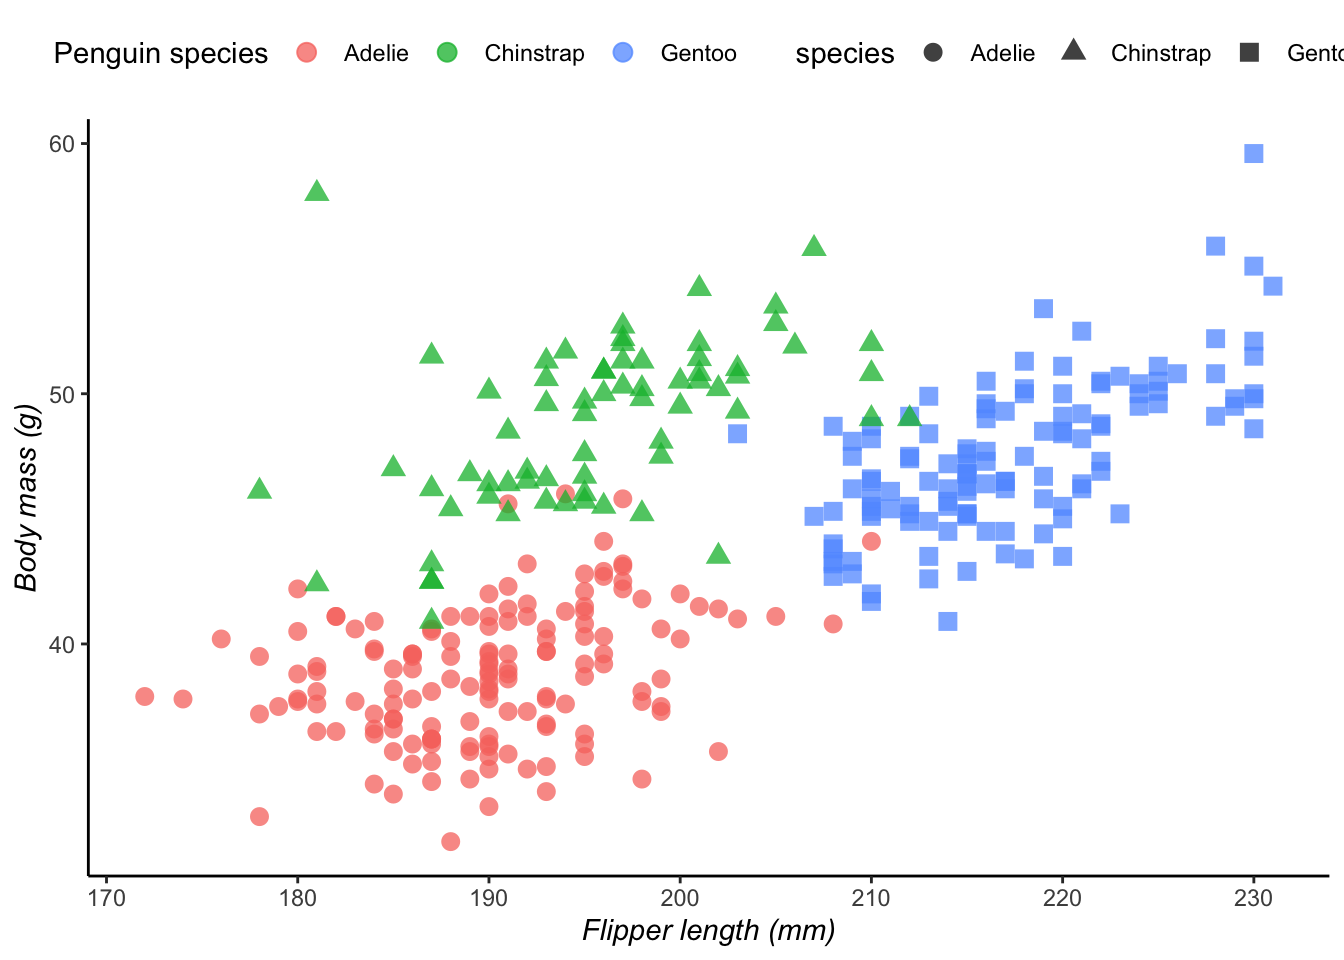 Penguin species Adelie Chinstrap Gentoo species Adelie Chinstrap Gento
60
50
40
Body mass (g)
170 180 190 200 210 220 230
Flipper length (mm)